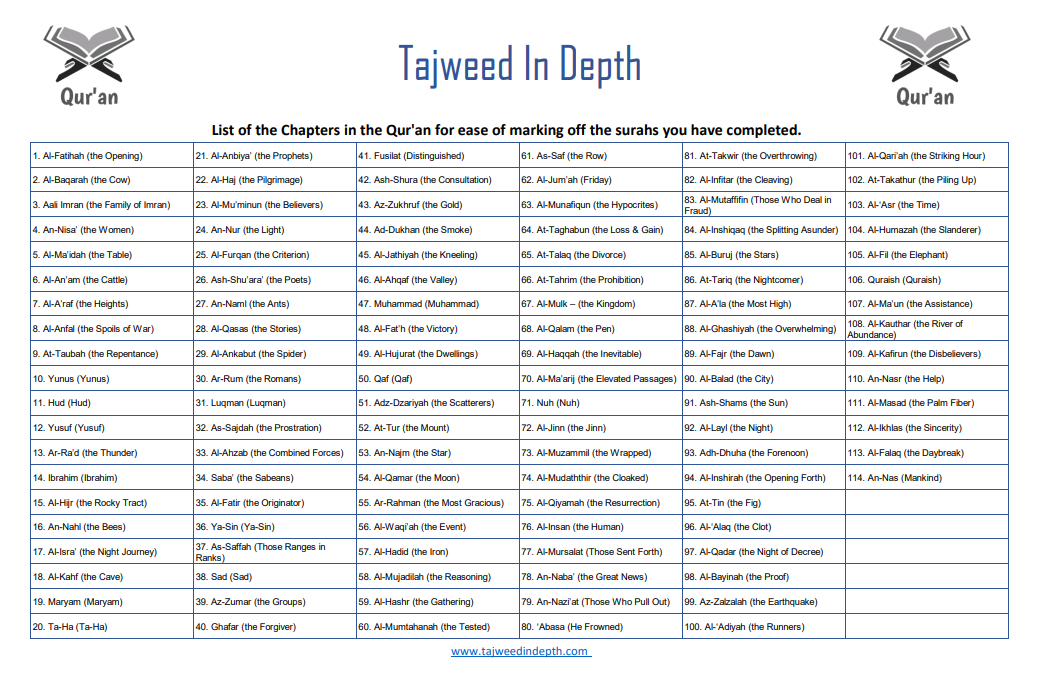 Qur'an
Tajweed In Depth
Qur'an
List of the Chapters in the Qur'an for ease of marking off the surahs you have completed.
1. Al-Fatihah (the Opening)
21. Al-Anbiya' (the Prophets)
41. Fusilat (Distinguished)
61. As-Saf (the Row)
81. At-Takwir (the Overthrowing)
101. Al-Qari'ah (the Striking Hour)
2. Al-Baqarah (the Cow)
22. Al-Haj (the Pilgrimage)
42. Ash-Shura (the Consultation)
62. Al-Jum'ah (Friday)
82. Al-Infitar (the Cleaving)
102. At-Takathur (the Piling Up)
3. Aali Imran (the Family of Imran)
23. Al-Mu'minun (the Believers)
43. Az-Zukhruf (the Gold)
63. Al-Munafiqun (the Hypocrites)
83. Al-Mutaffifin (Those Who Deal in
Fraud)
103. Al-'Asr (the Time)
4. An-Nisa' (the Women)
24. An-Nur (the Light)
44. Ad-Dukhan (the Smoke)
64. At-Taghabun (the Loss & Gain)
84. Al-Inshiqaq (the Splitting Asunder)
104. Al-Humazah (the Slanderer)
5. Al-Ma'idah (the Table)
25. Al-Furqan (the Criterion)
45. Al-Jathiyah (the Kneeling)
65. At-Talaq (the Divorce)
85. Al-Buruj (the Stars)
105. Al-Fil (the Elephant)
6. Al-An'am (the Cattle)
26. Ash-Shu'ara' (the Poets)
46. Al-Ahqaf (the Valley)
66. At-Tahrim (the Prohibition)
86. At-Tariq (the Nightcomer)
106. Quraish (Quraish)
7. Al-A'raf (the Heights)
27. An-Naml (the Ants)
47. Muhammad (Muhammad)
67. Al-Mulk – (the Kingdom)
87. Al-A'la (the Most High)
107. Al-Ma'un (the Assistance)
8. Al-Anfal (the Spoils of War)
28. Al-Qasas (the Stories)
48. Al-Fat'h (the Victory)
68. Al-Qalam (the Pen)
88. Al-Ghashiyah (the Overwhelming)
108. Al-Kauthar (the River of
Abundance)
9. At-Taubah (the Repentance)
29. Al-Ankabut (the Spider)
49. Al-Hujurat (the Dwellings)
69. Al-Haqqah (the Inevitable)
89. Al-Fajr (the Dawn)
109. Al-Kafirun (the Disbelievers)
10. Yunus (Yunus)
30. Ar-Rum (the Romans)
50. Qaf (Qaf)
70. Al-Ma'arij (the Elevated Passages)
90. Al-Balad (the City)
110. An-Nasr (the Help)
11. Hud (Hud)
31. Luqman (Luqman)
51. Adz-Dzariyah (the Scatterers)
71. Nuh (Nuh)
91. Ash-Shams (the Sun)
111. Al-Masad (the Palm Fiber)
12. Yusuf (Yusuf)
32. As-Sajdah (the Prostration)
52. At-Tur (the Mount)
72. Al-Jinn (the Jinn)
92. Al-Layl (the Night)
112. Al-Ikhlas (the Sincerity)
13. Ar-Ra'd (the Thunder)
33. Al-Ahzab (the Combined Forces)
53. An-Najm (the Star)
73. Al-Muzammil (the Wrapped)
93. Adh-Dhuha (the Forenoon)
113. Al-Falaq (the Daybreak)
14. Ibrahim (Ibrahim)
34. Saba' (the Sabeans)
54. Al-Qamar (the Moon)
74. Al-Mudaththir (the Cloaked)
94. Al-Inshirah (the Opening Forth)
114. An-Nas (Mankind)
15. Al-Hijr (the Rocky Tract)
35. Al-Fatir (the Originator)
55. Ar-Rahman (the Most Gracious)
75. Al-Qiyamah (the Resurrection)
95. At-Tin (the Fig)
16. An-Nahl (the Bees)
36. Ya-Sin (Ya-Sin)
56. Al-Waqi'ah (the Event)
76. Al-Insan (the Human)
96. Al-'Alaq (the Clot)
17. Al-Isra' (the Night Journey)
37. As-Saffah (Those Ranges in
Ranks)
57. Al-Hadid (the Iron)
77. Al-Mursalat (Those Sent Forth)
97. Al-Qadar (the Night of Decree)
18. Al-Kahf (the Cave)
38. Sad (Sad)
58. Al-Mujadilah (the Reasoning)
78. An-Naba' (the Great News)
98. Al-Bayinah (the Proof)
19. Maryam (Maryam)
39. Az-Zumar (the Groups)
59. Al-Hashr (the Gathering)
79. An-Nazi'at (Those Who Pull Out)
99. Az-Zalzalah (the Earthquake)
20. Ta-Ha (Ta-Ha)
40. Ghafar (the Forgiver)
60. Al-Mumtahanah (the Tested)
80. 'Abasa (He Frowned)
100. Al-'Adiyah (the Runners)
www.tajweedindepth.com